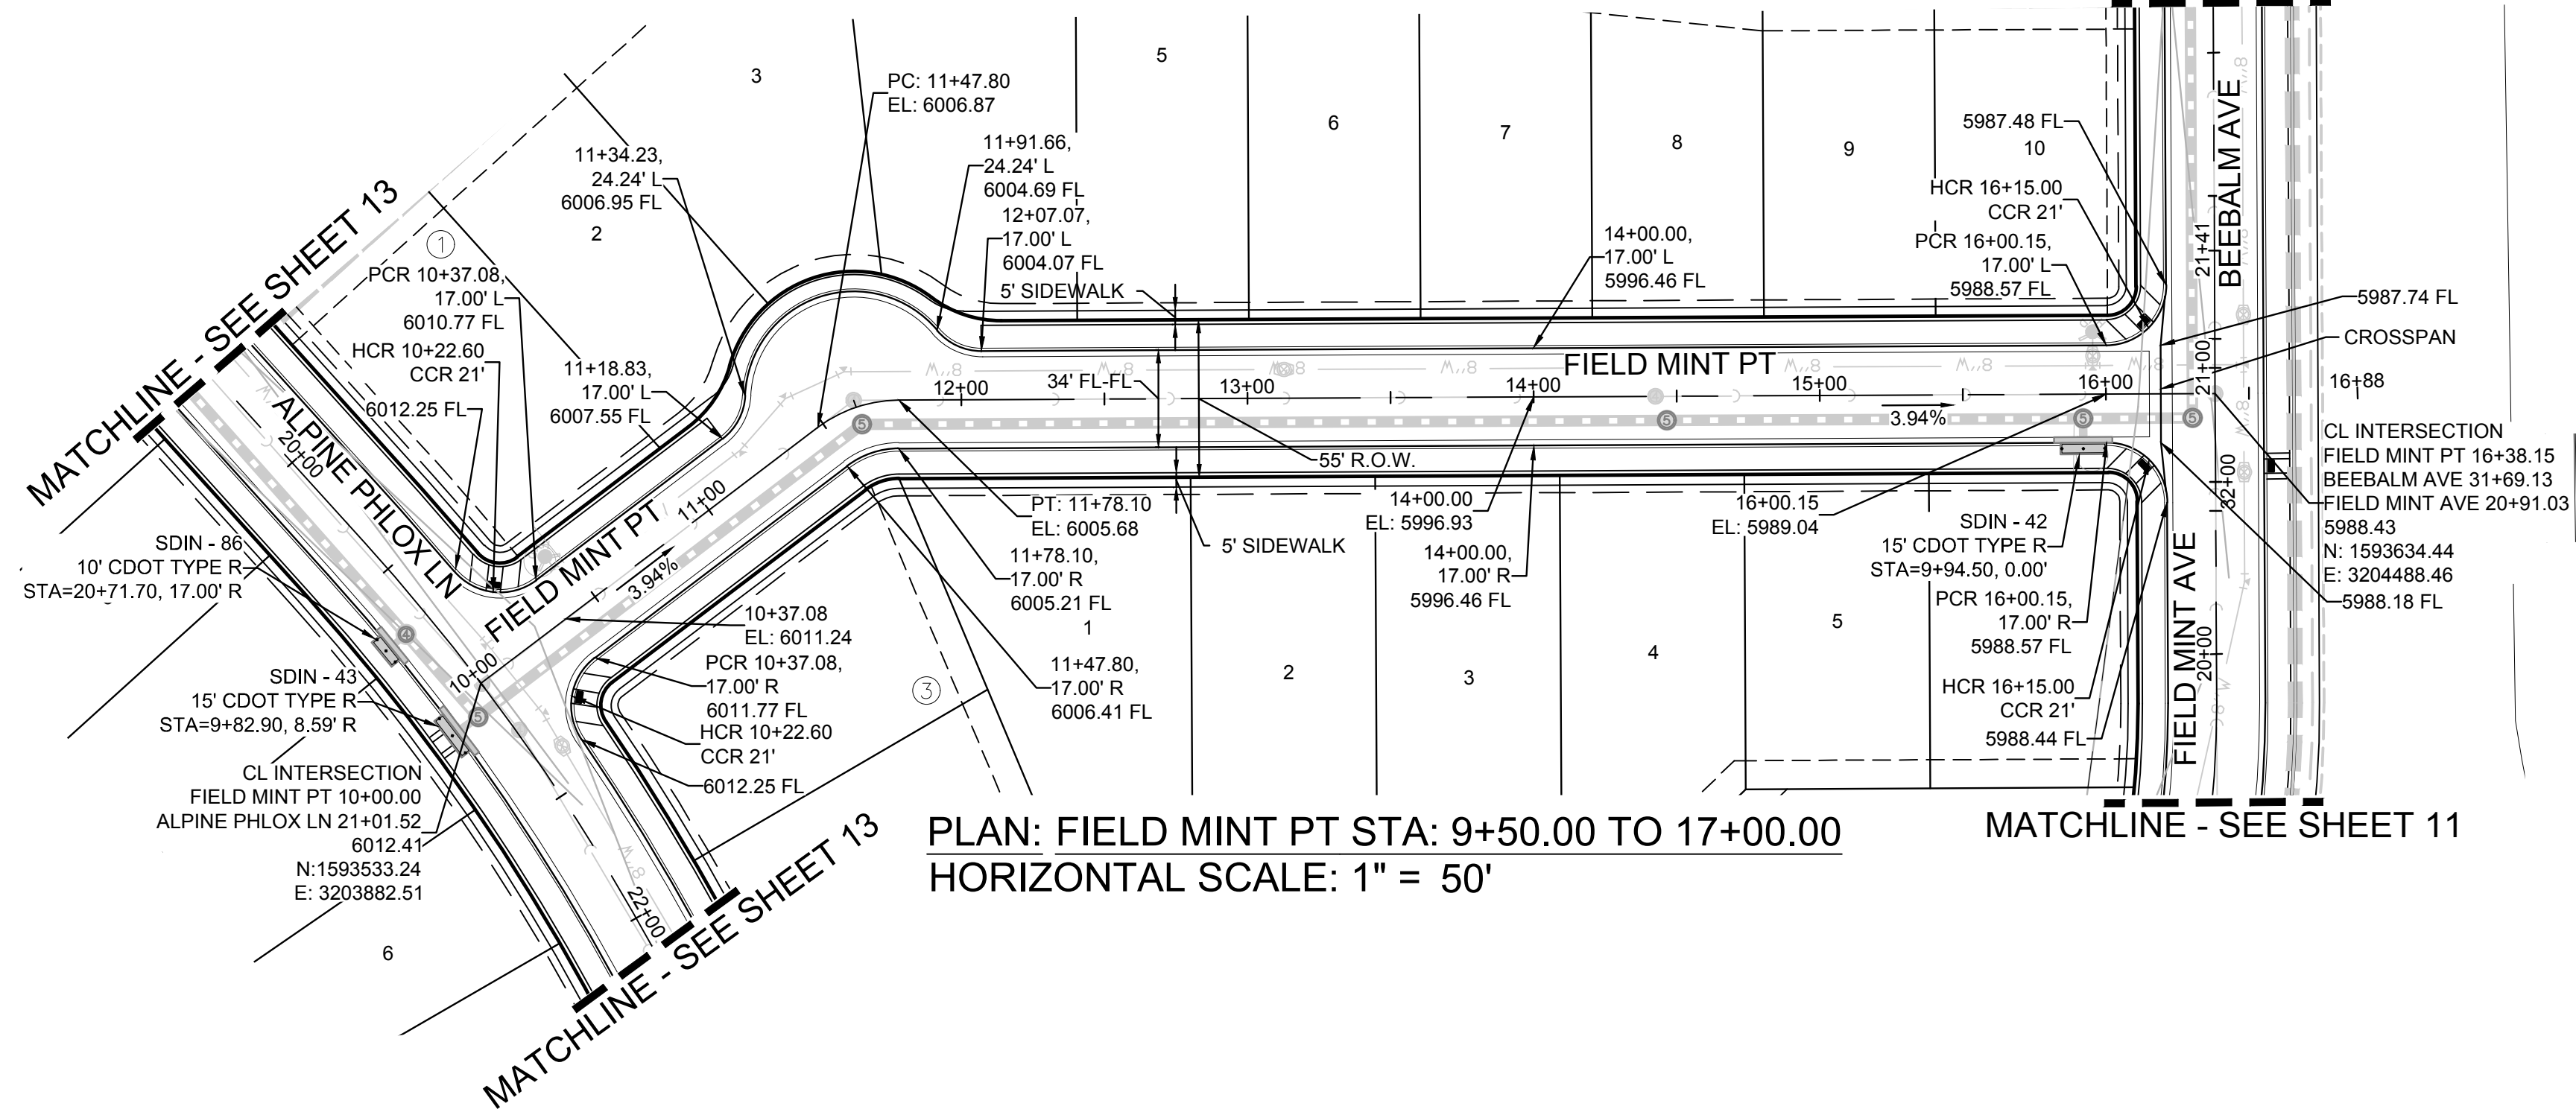 3
5
6
7
8
9
10
2
1
PC: 11+47.80
EL: 6006.87
11+34.23,
24.24' L
6006.95 FL
11+91.66,
24.24' L
6004.69 FL
12+07.07,
17.00' L
6004.07 FL
5' SIDEWALK
14+00.00,
17.00' L
5996.46 FL
5987.48 FL
HCR 16+15.00
CCR 21'
PCR 16+00.15,
17.00' L
5988.57 FL
BEEBALM AVE
21+41
21+00
5987.74 FL
CROSSPAN
16+88
MATCHLINE - SEE SHEET 13
PCR 10+37.08,
17.00' L
6010.77 FL
HCR 10+22.60
CCR 21'
6012.25 FL
11+18.83,
17.00' L
6007.55 FL
ALPINE PHLOX LN
20+00
FIELD MINT PT
12+00
34' FL-FL
13+00
14+00
15+00
16+00
8"W
8"W
8"W
8"W
8"W
8"W
8"W
FIELD MINT PT
3.94%
5
5
5
5
55' R.O.W.
CL INTERSECTION
FIELD MINT PT 16+38.15
BEEBALM AVE 31+69.13
FIELD MINT AVE 20+91.03
5988.43
N: 1593634.44
E: 3204488.46
5988.18 FL
32+00
FIELD MINT AVE
20+00
SDIN - 86
10' CDOT TYPE R
STA=20+71.70, 17.00' R
4
SDIN - 43
15' CDOT TYPE R
STA=9+82.90, 8.59' R
5
10+00
11+00
3.94%
CL INTERSECTION
FIELD MINT PT 10+00.00
ALPINE PHLOX LN 21+01.52
6012.41
N:1593533.24
E: 3203882.51
10+37.08
EL: 6011.24
PCR 10+37.08,
17.00' R
6011.77 FL
HCR 10+22.60
CCR 21'
6012.25 FL
PT: 11+78.10
EL: 6005.68
11+78.10,
17.00' R
6005.21 FL
1
11+47.80,
17.00' R
6006.41 FL
5' SIDEWALK
14+00.00
EL: 5996.93
14+00.00,
17.00' R
5996.46 FL
16+00.15
EL: 5989.04
SDIN - 42
15' CDOT TYPE R
STA=9+94.50, 0.00'
PCR 16+00.15,
17.00' R
5988.57 FL
HCR 16+15.00
CCR 21'
5988.44 FL
3
2
3
4
5
6
22+00
MATCHLINE - SEE SHEET 13
PLAN: FIELD MINT PT STA: 9+50.00 TO 17+00.00
HORIZONTAL SCALE: 1" = 50'
MATCHLINE - SEE SHEET 11